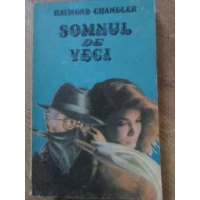 RAYMOND CHANDLER
SOMNUL
DE
VECI